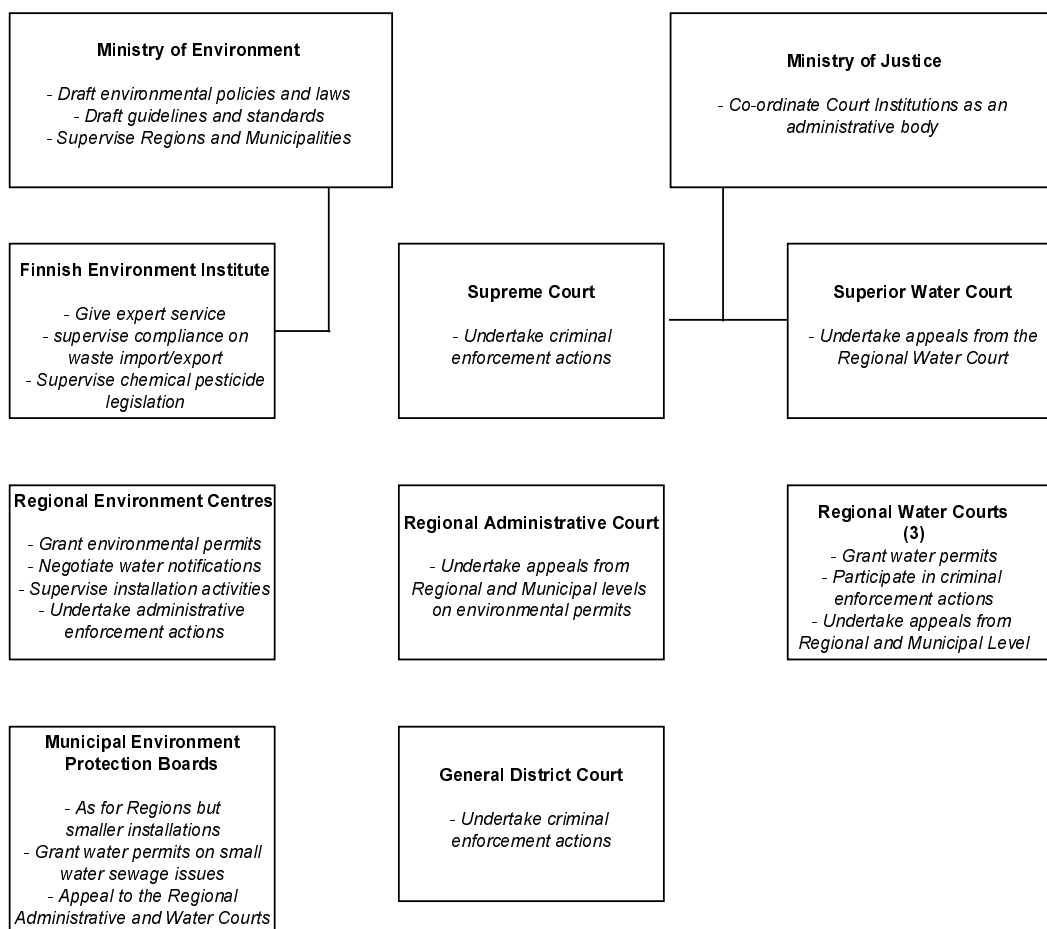 Ministry of Environment
- Draft environmental policies and laws
- Draft guidelines and standards
- Supervise Regions and Municipalities
Ministry of Justice
- Co-ordinate Court Institutions as an
administrative body
Finnish Environment Institute
- Give expert service
- supervise compliance on
waste import/export
- Supervise chemical pesticide
legislation
Supreme Court
- Undertake criminal
enforcement actions
Superior Water Court
- Undertake appeals from the
Regional Water Court
Regional Environment Centres
- Grant environmental permits
- Negotiate water notifications
- Supervise installation activities
- Undertake administrative
enforcement actions
Regional Administrative Court
- Undertake appeals from
Regional and Municipal levels
on environmental permits
Regional Water Courts
(3)
- Grant water permits
- Participate in criminal
enforcement actions
- Undertake appeals from
Regional and Municipal Level
Municipal Environment
Protection Boards
- As for Regions but
smaller installations
- Grant water permits on small
water sewage issues
- Appeal to the Regional
Administrative and Water Courts
General District Court
- Undertake criminal
enforcement actions